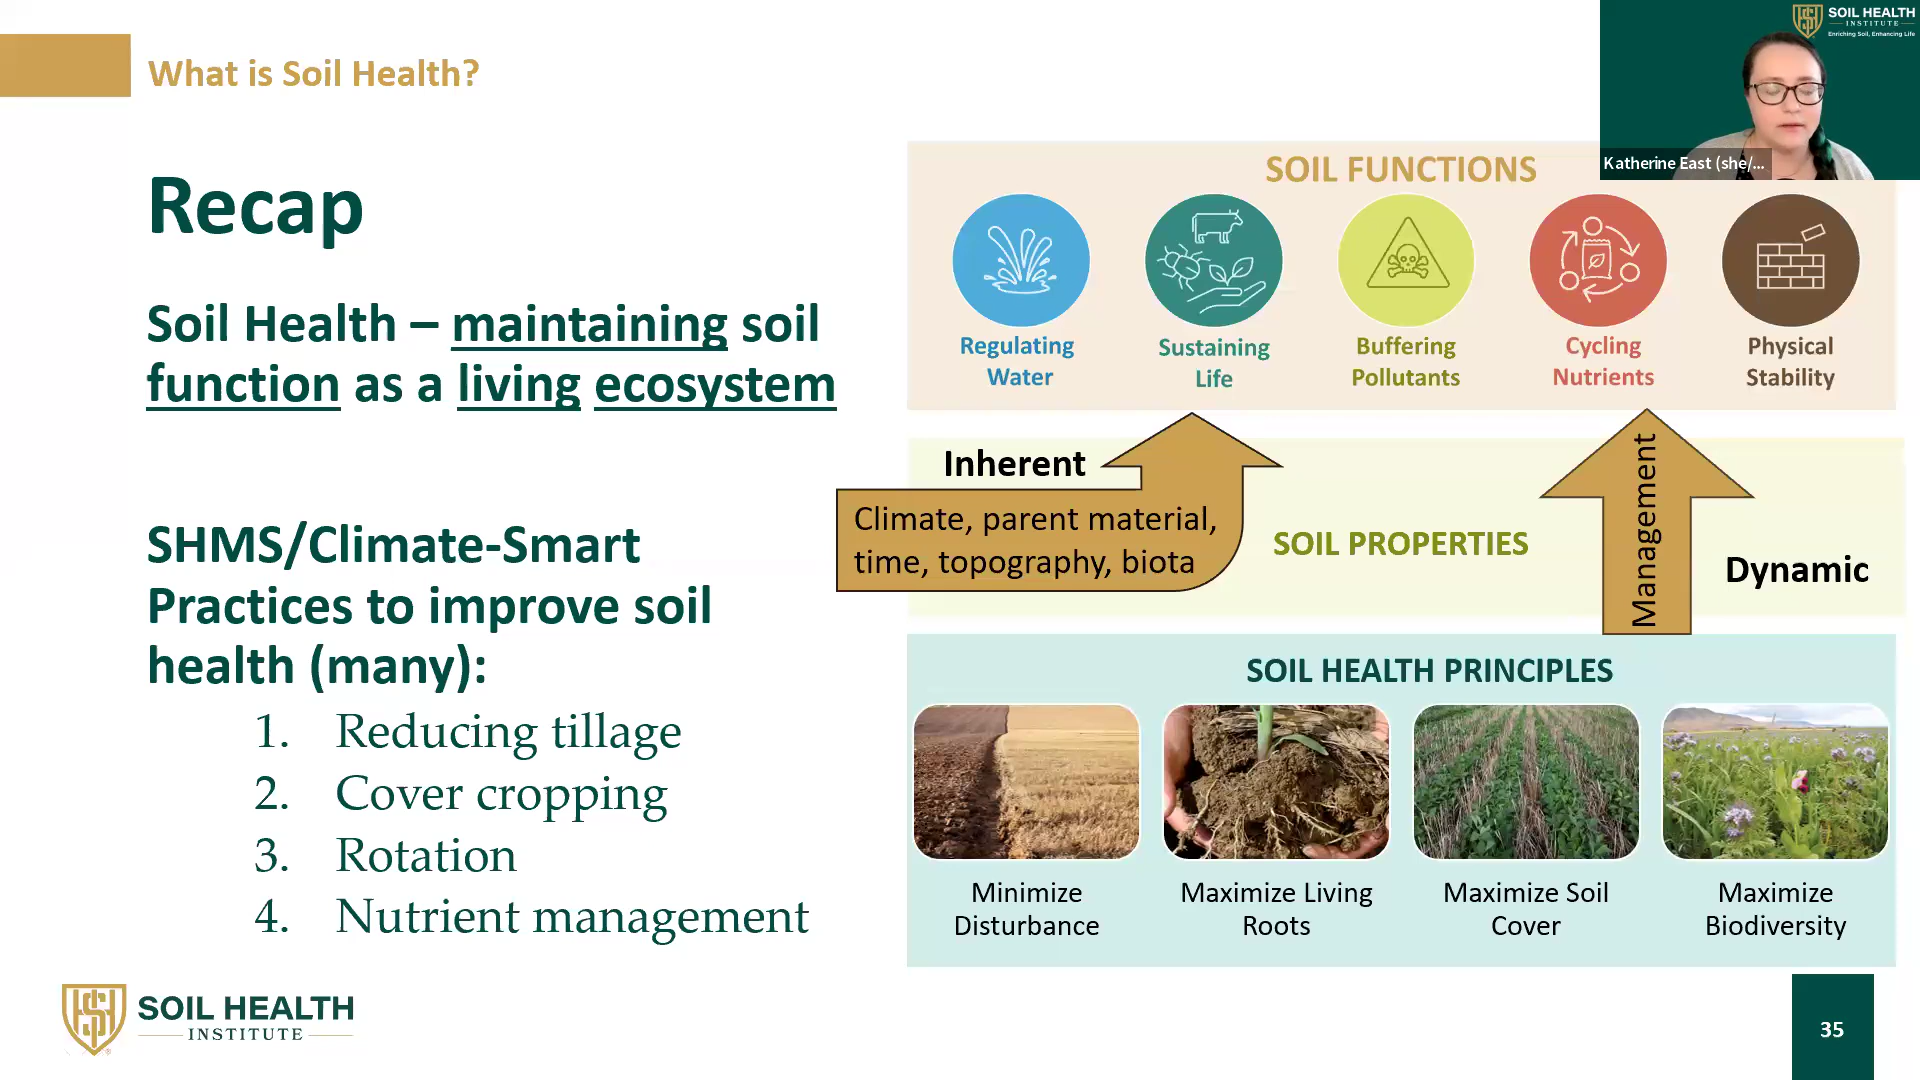 What is Soil Health?
SOIL HEALTH
INSTITUTE
Enriching Soil, Enhancing Life
Katherine East (she/...
Recap
Soil Health – maintaining soil
function as a living ecosystem
SHMS/Climate-Smart
Practices to improve soil
health (many):
1. Reducing tillage
2. Cover cropping
3. Rotation
4. Nutrient management
SOIL FUNCTIONS
Regulating
Water
Sustaining
Life
Buffering
Pollutants
Cycling
Nutrients
Physical
Stability
Inherent
Climate, parent material,
time, topography, biota
SOIL PROPERTIES
Management
Dynamic
SOIL HEALTH PRINCIPLES
Minimize
Disturbance
Maximize Living
Roots
Maximize Soil
Cover
Maximize
Biodiversity
SOIL HEALTH
INSTITUTE
35